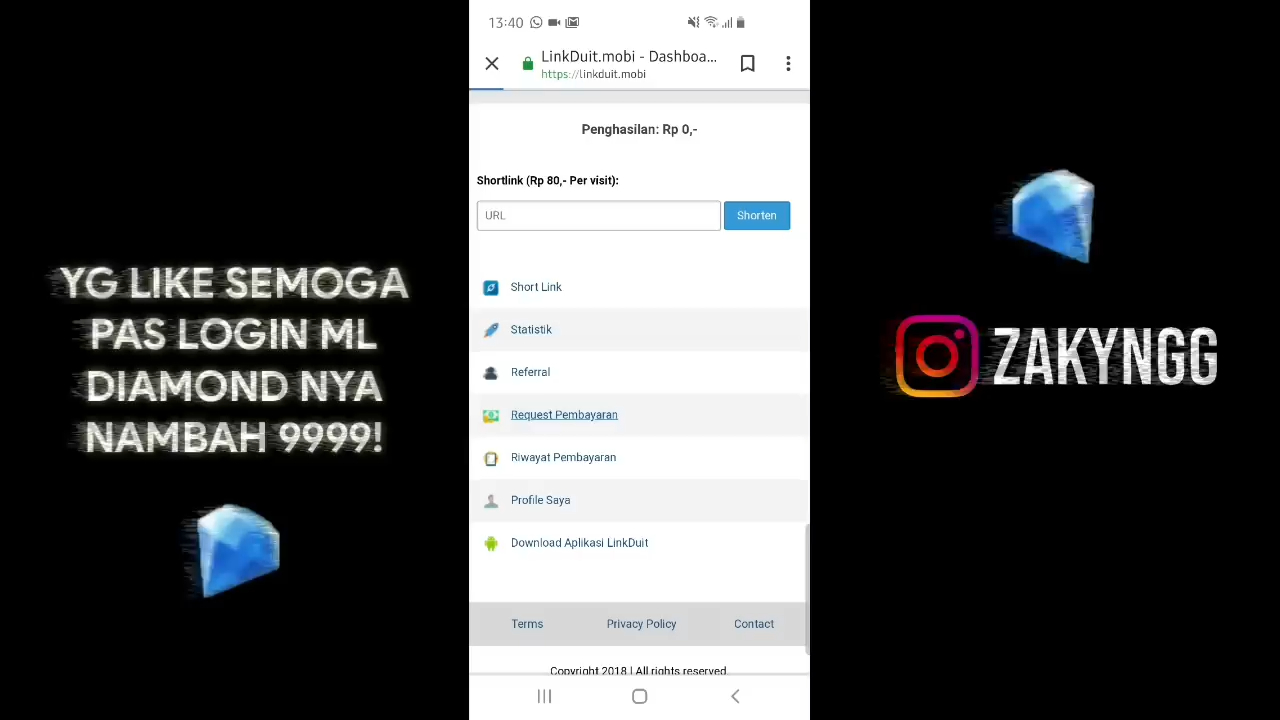 13:40
LinkDuit.mobi - Dashboa...
https://linkduit.mobi
Penghasilan: Rp 0,-
Shortlink (Rp 80,- Per visit):
URL
Shorten
Short Link
Statistik
Referral
Request Pembayaran
Riwayat Pembayaran
Profile Saya
Download Aplikasi LinkDuit
Terms
Privacy Policy
Contact
Copyright 2018 | All rights reserved.
YG LIKE SEMOGA
PAS LOGIN ML
DIAMOND NYA
NAMBAH 9999!
ZAKYNGG